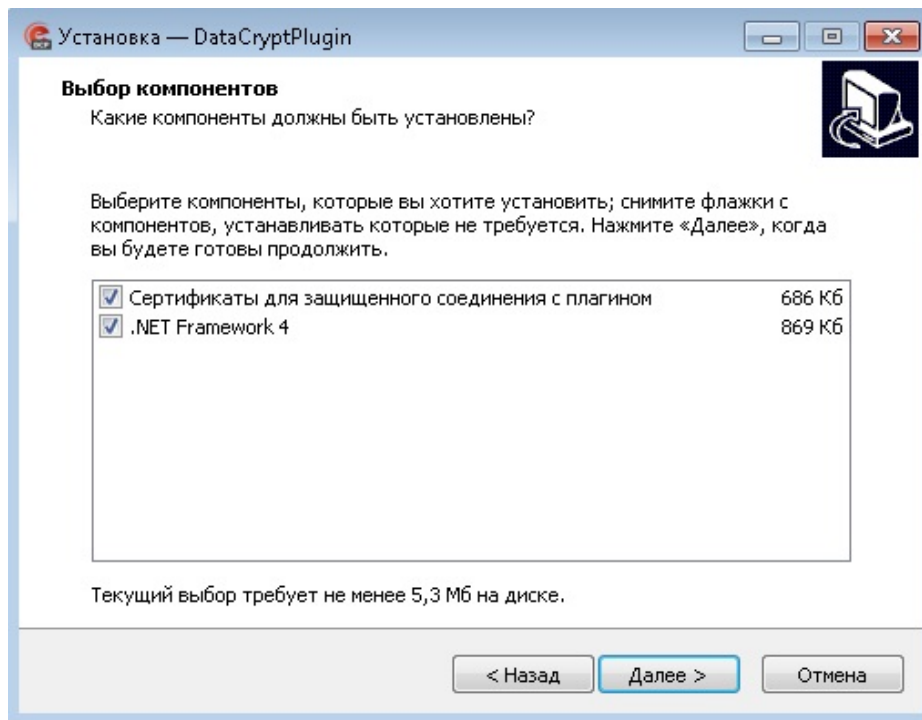 Установка — DataCryptPlugin
Выбор компонентов
Какие компоненты должны быть установлены?
Выберите компоненты, которые вы хотите установить; снимите флажки с
компонентов, устанавливать которые не требуется. Нажмите «Далее», когда
вы будете готовы продолжить.
Сертификаты для защищенного соединения с плагином 686 Кб
.NET Framework 4 869 Кб
Текущий выбор требует не менее 5,3 Мб на диске.
< Назад Далее > Отмена